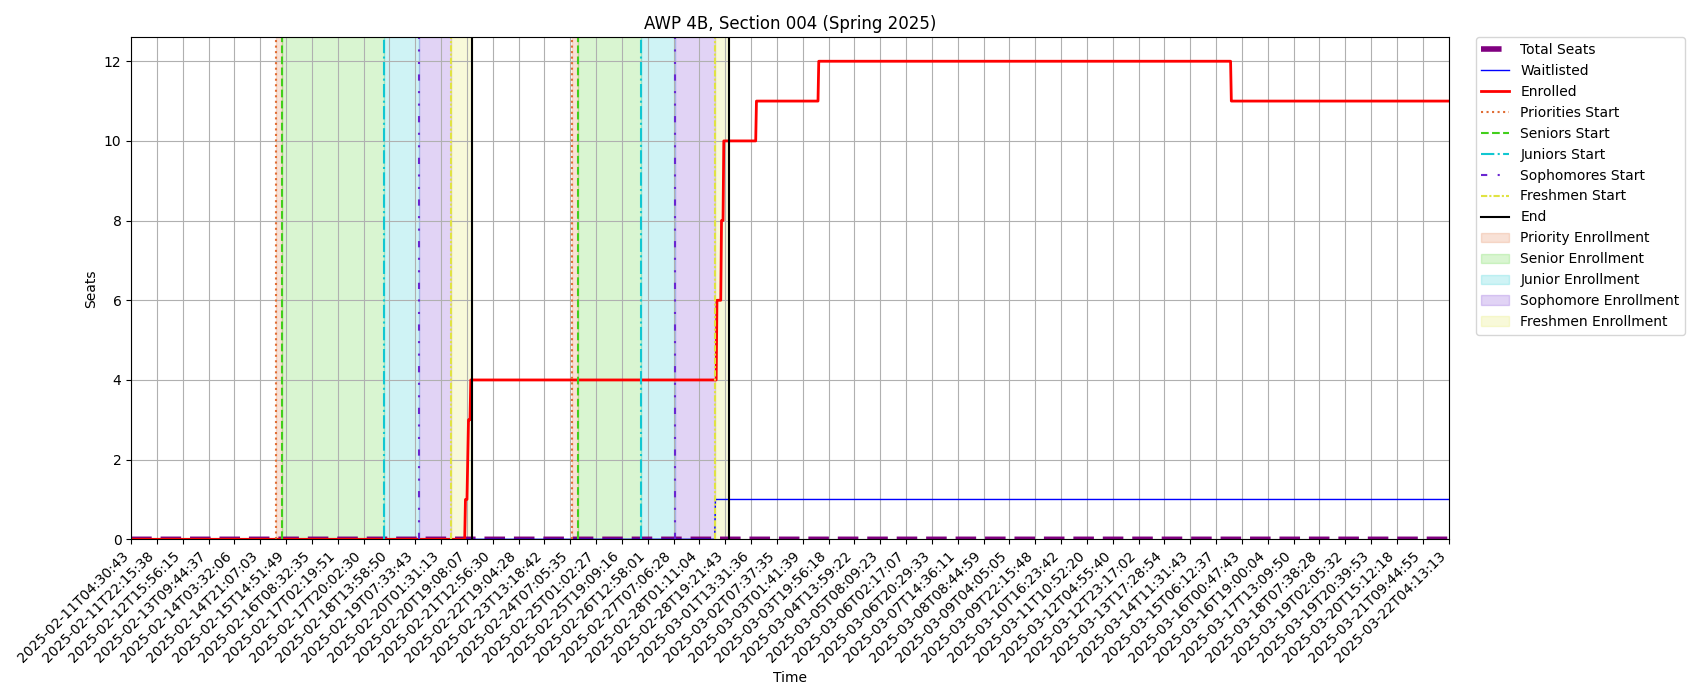 AWP 4B, Section 004 (Spring 2025)
Seats
12
10
8
6
4
2
0
2025-02-11T04:30:43
2025-02-11T22:15:38
2025-02-12T15:56:15
2025-02-13T09:44:37
2025-02-14T03:32:06
2025-02-14T21:07:03
2025-02-15T14:51:49
2025-02-16T08:32:35
2025-02-17T02:19:51
2025-02-17T20:02:30
2025-02-18T13:58:50
2025-02-19T07:33:43
2025-02-20T01:31:13
2025-02-20T19:08:07
2025-02-21T12:56:30
2025-02-22T19:04:28
2025-02-23T13:18:42
2025-02-24T07:05:35
2025-02-25T01:02:27
2025-02-25T19:09:16
2025-02-26T12:58:01
2025-02-27T07:06:28
2025-02-28T01:11:04
2025-02-28T19:21:43
2025-03-01T13:31:36
2025-03-02T07:37:35
2025-03-03T01:41:39
2025-03-03T19:56:18
2025-03-04T13:59:22
2025-03-05T08:09:23
2025-03-06T02:17:07
2025-03-06T20:29:33
2025-03-07T14:36:11
2025-03-08T08:44:59
2025-03-09T04:05:05
2025-03-09T22:15:48
2025-03-10T16:23:42
2025-03-11T10:52:20
2025-03-12T04:55:40
2025-03-12T23:17:02
2025-03-13T17:28:54
2025-03-14T11:31:43
2025-03-15T06:12:37
2025-03-16T00:47:43
2025-03-16T19:00:04
2025-03-17T13:09:50
2025-03-18T07:38:28
2025-03-19T02:05:32
2025-03-19T20:39:53
2025-03-20T15:12:18
2025-03-21T09:44:55
2025-03-22T04:13:13
Time
Total Seats
Waitlisted
Enrolled
Priorities Start
Seniors Start
Juniors Start
Sophomores Start
Freshmen Start
End
Priority Enrollment
Senior Enrollment
Junior Enrollment
Sophomore Enrollment
Freshmen Enrollment